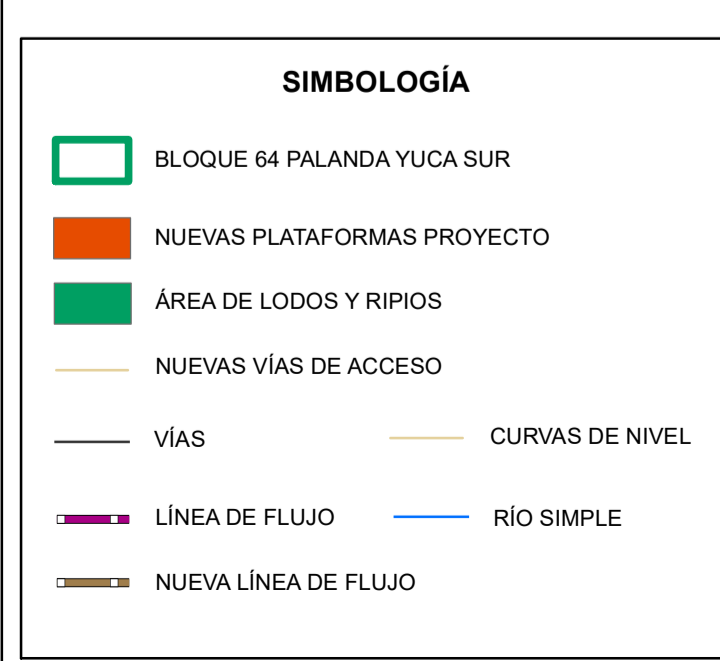 SIMBOLOGÍA
BLOQUE 64 PALANDA YUCA SUR
NUEVAS PLATAFORMAS PROYECTO
ÁREA DE LODOS Y RIPIOS
NUEVAS VÍAS DE ACCESO
VÍAS
CURVAS DE NIVEL
LÍNEA DE FLUJO
RÍO SIMPLE
NUEVA LÍNEA DE FLUJO